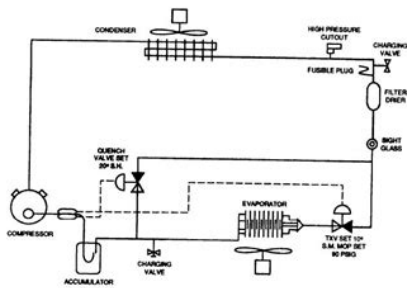 CONDENSER
HIGH PRESSURE
CUTOUT
CHARGING
VALVE
FUSIBLE PLUG
FILTER
DRIER
SIGHT
GLASS
QUENCH
VALVE SET
20° S.H.
EVAPORATOR
COMPRESSOR
TXV SET 10°
S.M. MOP SET
90 PSIG
CHARGING
VALVE
ACCUMULATOR